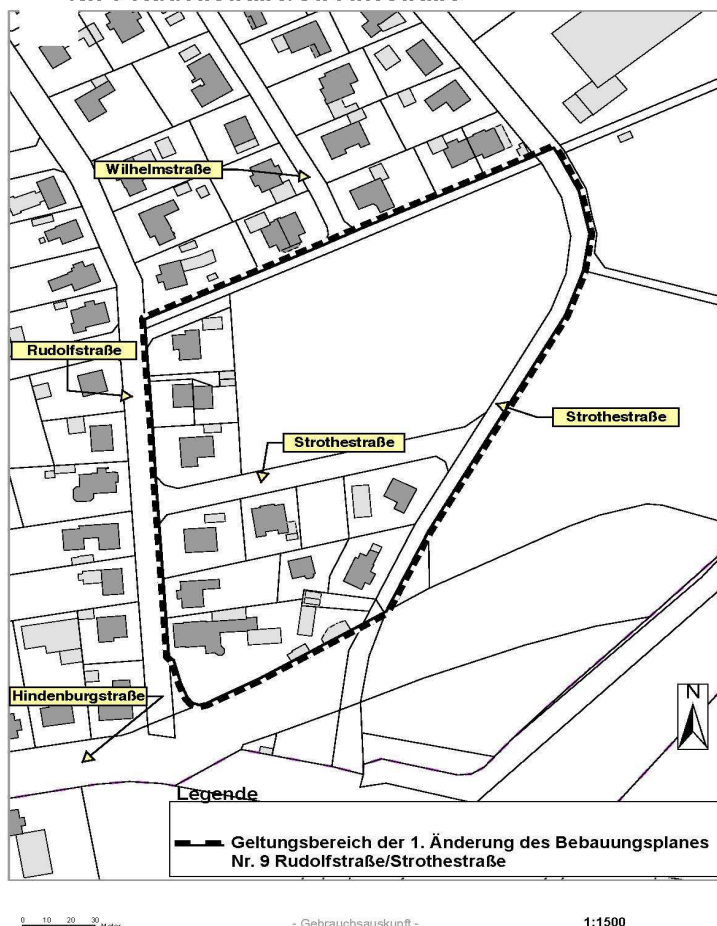 Wilhelmstraße
Rudolfstraße
Strothestraße
Strothestraße
Hindenburgstraße
N
Legende
Geltungsbereich der 1. Änderung des Bebauungsplanes
Nr. 9 Rudolfstraße/Strothestraße
0 10 20 30
Meter
- Gebrauchsauskunft -
1:1500